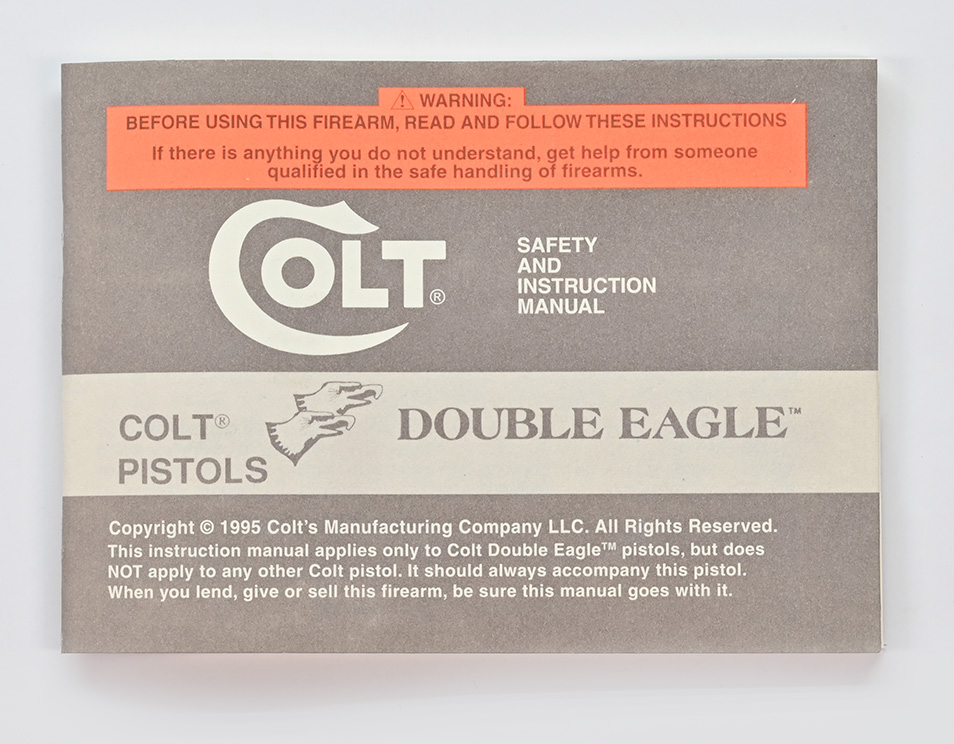 ⚠ WARNING:
BEFORE USING THIS FIREARM, READ AND FOLLOW THESE INSTRUCTIONS
If there is anything you do not understand, get help from someone
qualified in the safe handling of firearms.
COLT®
SAFETY
AND
INSTRUCTION
MANUAL
COLT®
PISTOLS
DOUBLE EAGLE™
Copyright © 1995 Colt's Manufacturing Company LLC. All Rights Reserved.
This instruction manual applies only to Colt Double Eagle™ pistols, but does
NOT apply to any other Colt pistol. It should always accompany this pistol.
When you lend, give or sell this firearm, be sure this manual goes with it.